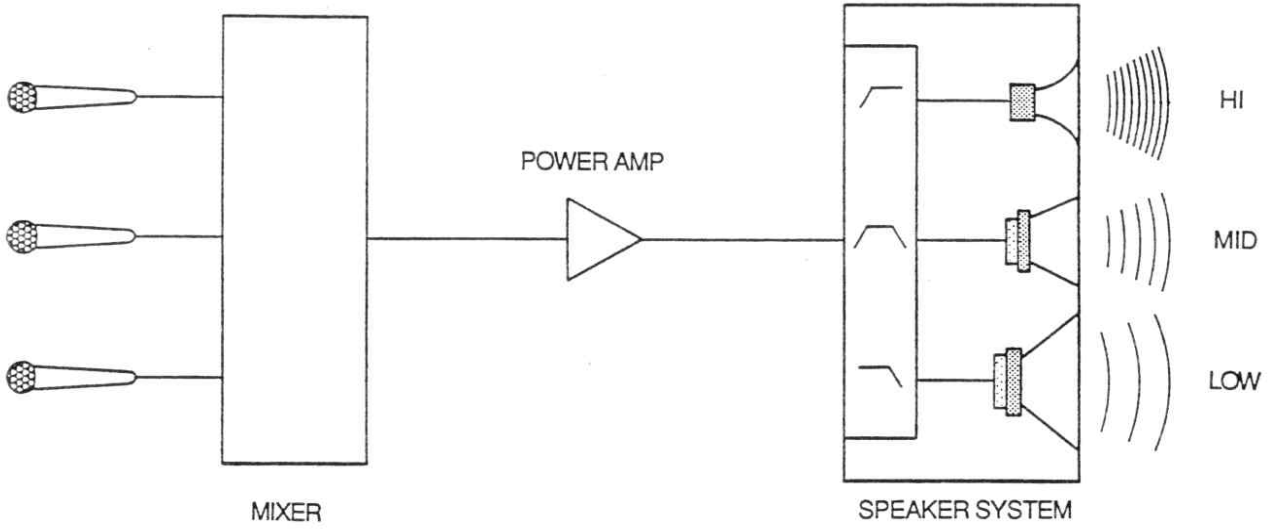 HI
POWER AMP
MID
LOW
MIXER
SPEAKER SYSTEM